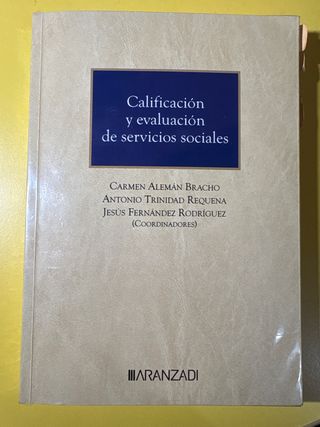 Calificación
y evaluación
de servicios sociales
Carmen Alemán Bracho
Antonio Trinidad Requena
Jesús Fernández Rodríguez
(Coordinadores)
ARANZADI